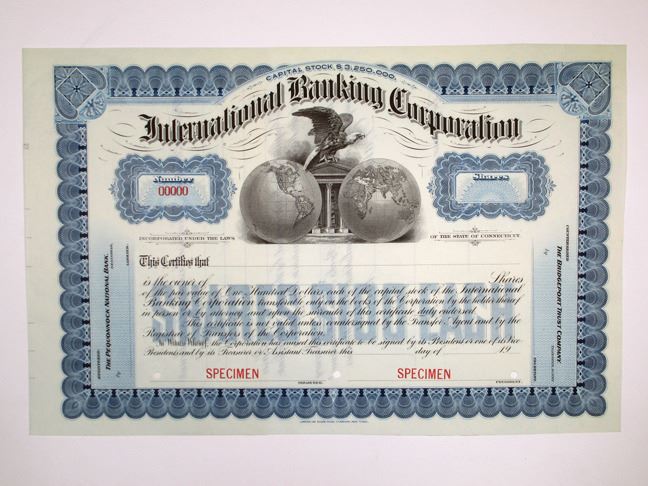 CAPITAL STOCK $3,250,000.
International Banking Corporation
Number
00000
Shares
INCORPORATED UNDER THE LAWS
OF THE STATE OF CONNECTICUT.
This Certifies that
is the owner of Shares
of the par value of One Hundred Dollars each of the capital stock of the International
Banking Corporation transferable only on the books of the Corporation by the holder thereof
in person or by attorney and upon the surrender of this certificate duly endorsed.
This certificate is not valid unless countersigned by the Transfer Agent and by the
Registrar of Transfers of the Corporation.
In Witness Whereof, the Corporation has caused this certificate to be signed by its President or one of its Vice-
Presidents and by its Treasurer or Assistant Treasurer this day of 19
SPECIMEN
SPECIMEN
TREASURER.
PRESIDENT.
THE PEQUONNOCK NATIONAL BANK,
By
COUNTERSIGNED
THE BRIDGEPORT TRUST COMPANY